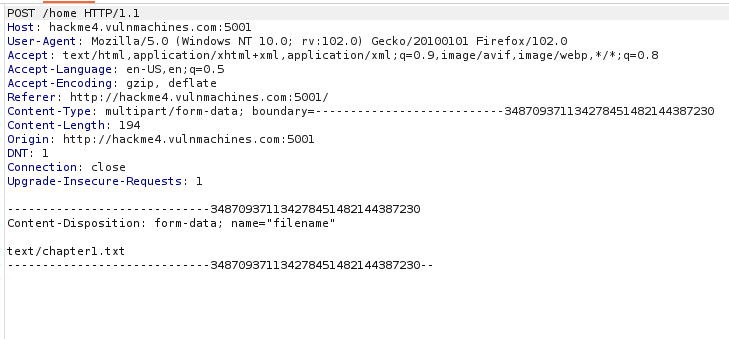 POST /home HTTP/1.1
Host: hackme4.vulnmachines.com:5001
User-Agent: Mozilla/5.0 (Windows NT 10.0; rv:102.0) Gecko/20100101 Firefox/102.0
Accept: text/html,application/xhtml+xml,application/xml;q=0.9,image/avif,image/webp,*/*;q=0.8
Accept-Language: en-US,en;q=0.5
Accept-Encoding: gzip, deflate
Referer: http://hackme4.vulnmachines.com:5001/
Content-Type: multipart/form-data; boundary=---------------------------348709371134278451482144387230
Content-Length: 194
Origin: http://hackme4.vulnmachines.com:5001
DNT: 1
Connection: close
Upgrade-Insecure-Requests: 1
-----------------------------348709371134278451482144387230
Content-Disposition: form-data; name="filename"
text/chapter1.txt
-----------------------------348709371134278451482144387230--